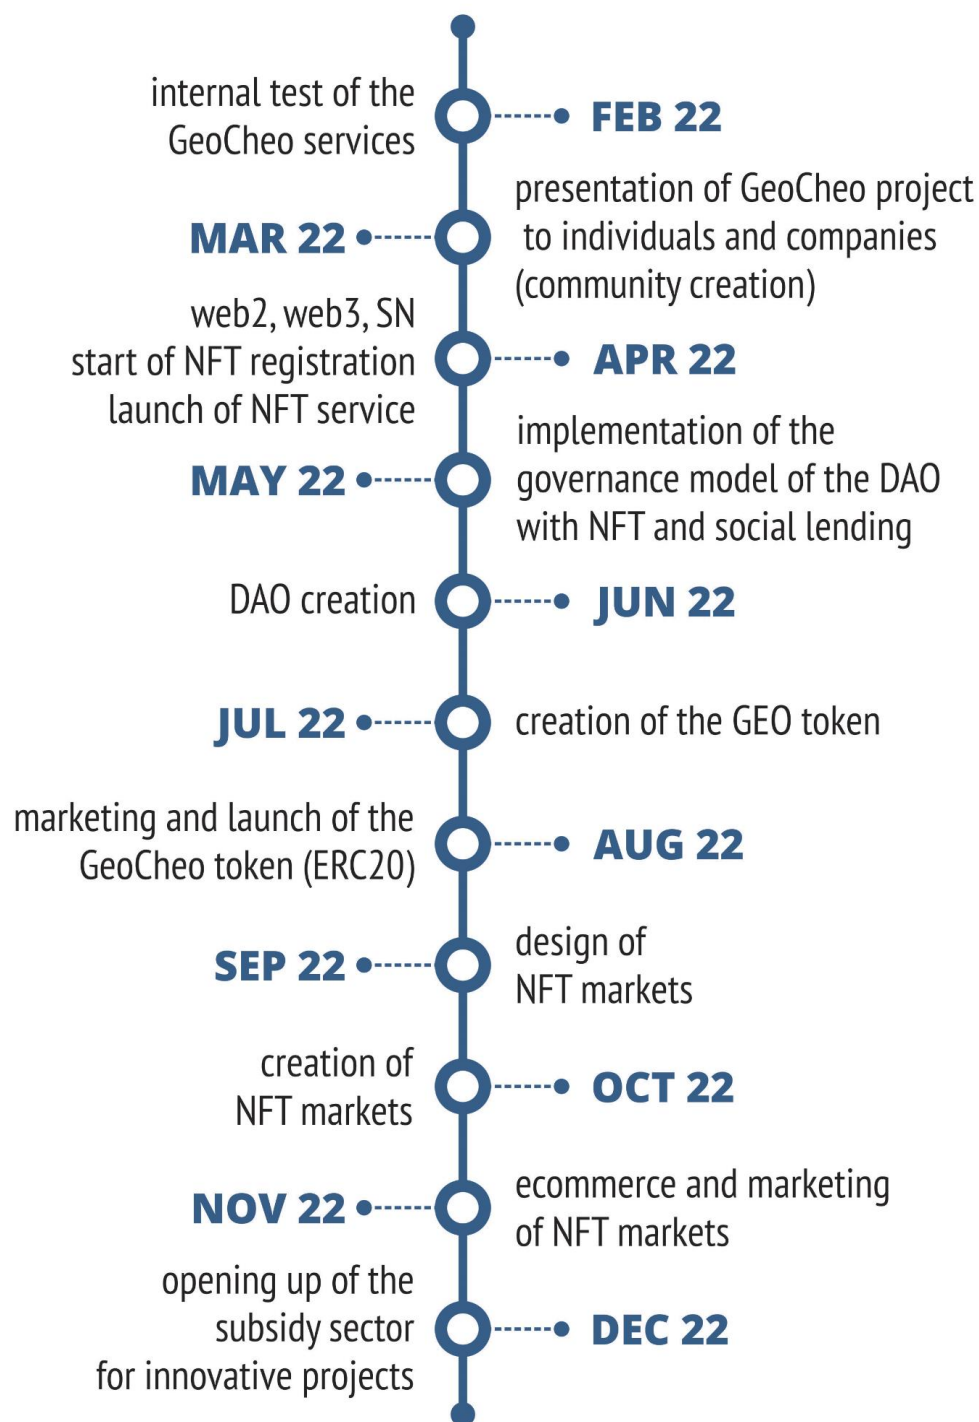 internal test of the
GeoCheo services
FEB 22
MAR 22
presentation of GeoCheo project
to individuals and companies
(community creation)
web2, web3, SN
start of NFT registration
launch of NFT service
APR 22
MAY 22
implementation of the
governance model of the DAO
with NFT and social lending
DAO creation
JUN 22
JUL 22
creation of the GEO token
marketing and launch of the
GeoCheo token (ERC20)
AUG 22
SEP 22
design of
NFT markets
creation of
NFT markets
OCT 22
NOV 22
ecommerce and marketing
of NFT markets
opening up of the
subsidy sector
for innovative projects
DEC 22